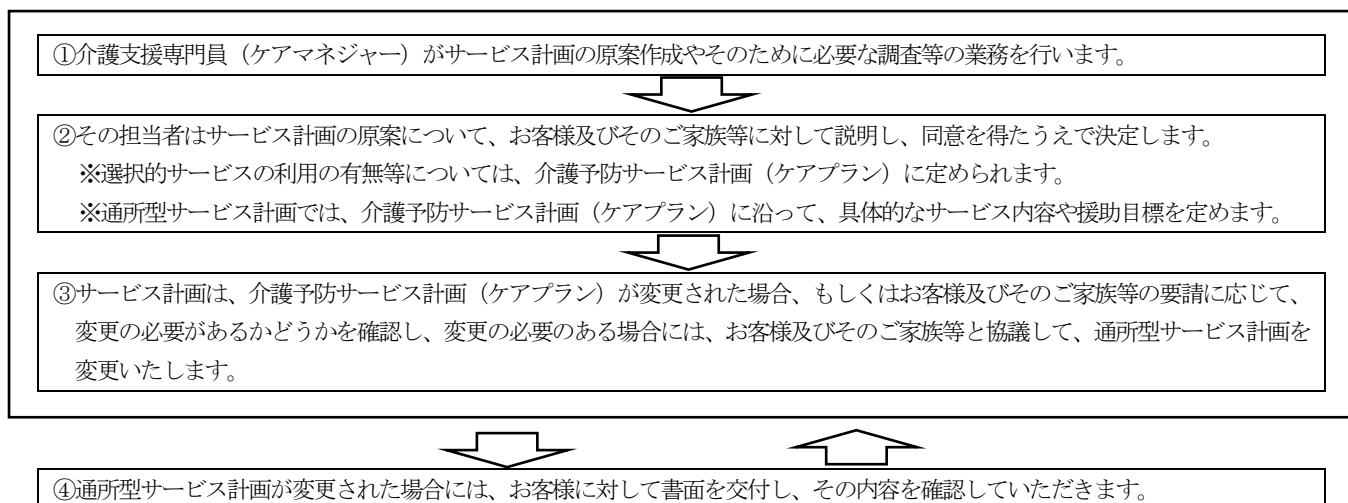 ①介護支援専門員（ケアマネジャー）がサービス計画の原案作成やそのために必要な調査等の業務を行います。
②その担当者はサービス計画の原案について、お客様及びそのご家族等に対して説明し、同意を得たうえで決定します。
※選択的サービスの利用の有無等については、介護予防サービス計画（ケアプラン）に定められます。
※通所型サービス計画では、介護予防サービス計画（ケアプラン）に沿って、具体的なサービス内容や援助目標を定めます。
③サービス計画は、介護予防サービス計画（ケアプラン）が変更された場合、もしくはお客様及びそのご家族等の要請に応じて、
変更の必要があるかどうかを確認し、変更の必要のある場合には、お客様及びそのご家族等と協議して、通所型サービス計画を
変更いたします。
④通所型サービス計画が変更された場合には、お客様に対して書面を交付し、その内容を確認していただきます。